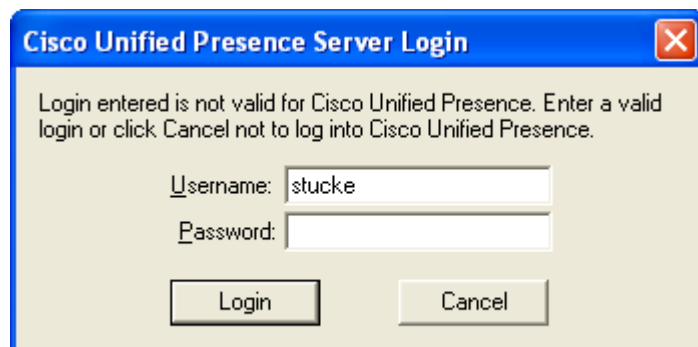 Cisco Unified Presence Server Login
Login entered is not valid for Cisco Unified Presence. Enter a valid
login or click Cancel not to log into Cisco Unified Presence.
Username: stucke
Password:
Login Cancel